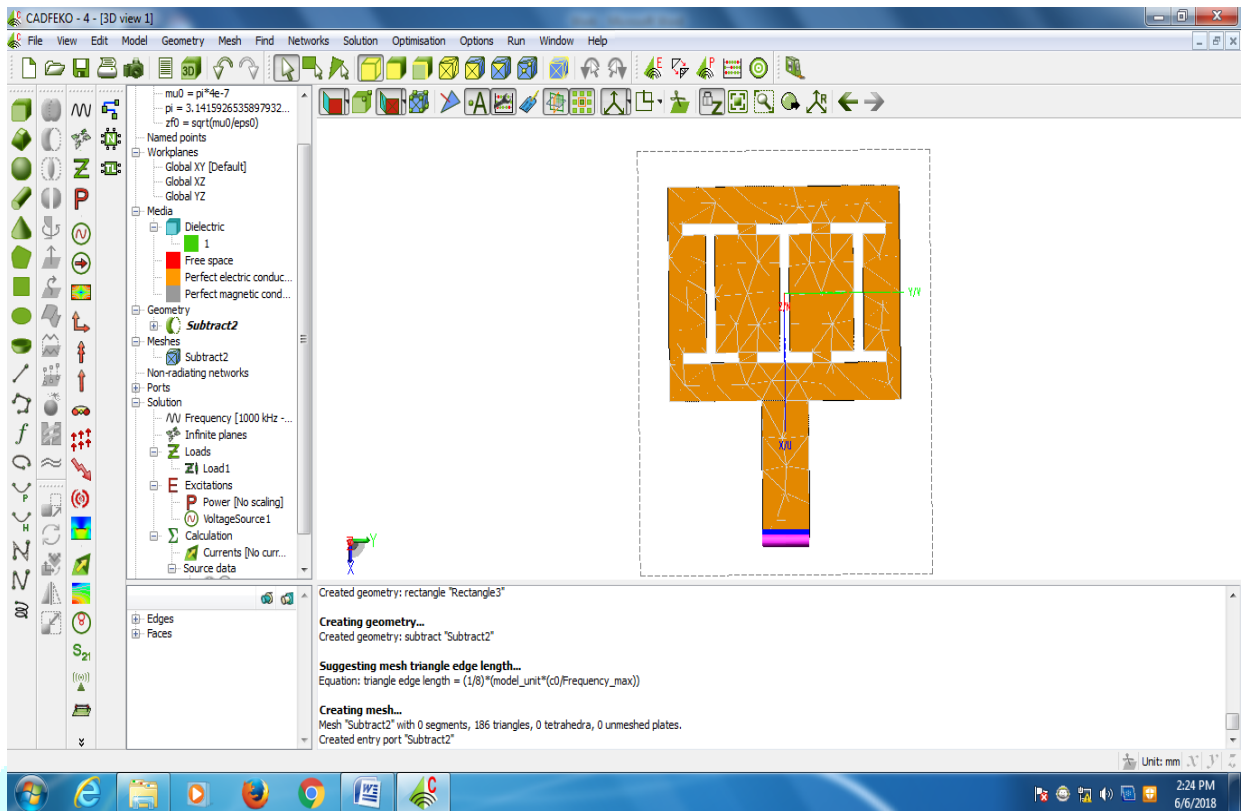 CADFEKO - 4 - [3D view 1]
File View Edit Model Geometry Mesh Find Networks Solution Optimisation Options Run Window Help
mu0 = pi*4e-7
pi = 3.1415926535897932...
zf0 = sqrt(mu0/eps0)
Named points
Workplanes
Global XY [Default]
Global XZ
Global YZ
Media
Dielectric
1
Free space
Perfect electric conduc...
Perfect magnetic cond...
Geometry
Subtract2
Meshes
Subtract2
Non-radiating networks
Ports
Solution
Frequency [1000 kHz -...
Infinite planes
Loads
Load1
Excitations
Power [No scaling]
VoltageSource1
Calculation
Currents [No curr...
Source data
Edges
Faces
Y/V
X/U
Y
X
Created geometry: rectangle "Rectangle3"
Creating geometry...
Created geometry: subtract "Subtract2"
Suggesting mesh triangle edge length...
Equation: triangle edge length = (1/8)*(model_unit*(c0/Frequency_max))
Creating mesh...
Mesh "Subtract2" with 0 segments, 186 triangles, 0 tetrahedra, 0 unmeshed plates.
Created entry port "Subtract2"
Unit: mm
2:24 PM
6/6/2018